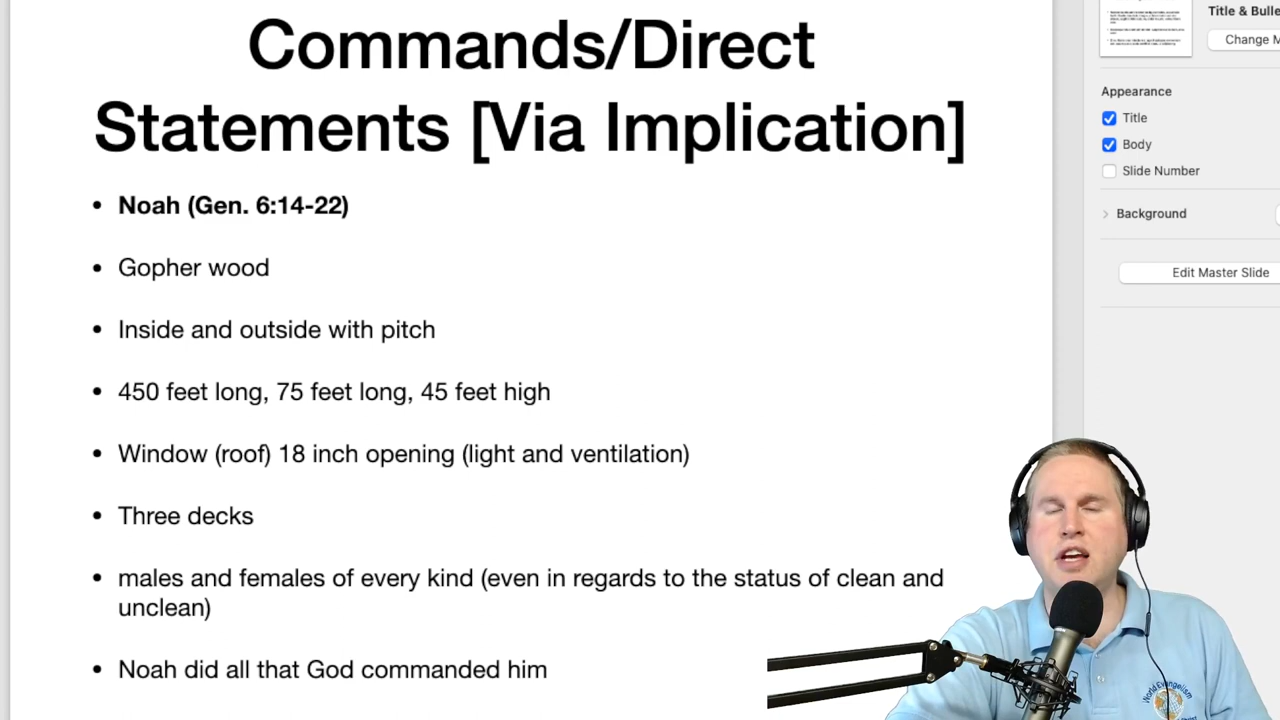 Commands/Direct
Statements [Via Implication]
• Noah (Gen. 6:14-22)
• Gopher wood
• Inside and outside with pitch
• 450 feet long, 75 feet long, 45 feet high
• Window (roof) 18 inch opening (light and ventilation)
• Three decks
• males and females of every kind (even in regards to the status of clean and
unclean)
• Noah did all that God commanded him
Title & Bulle
Change M
Appearance
Title
Body
Slide Number
Background
Edit Master Slide
World Evangelism